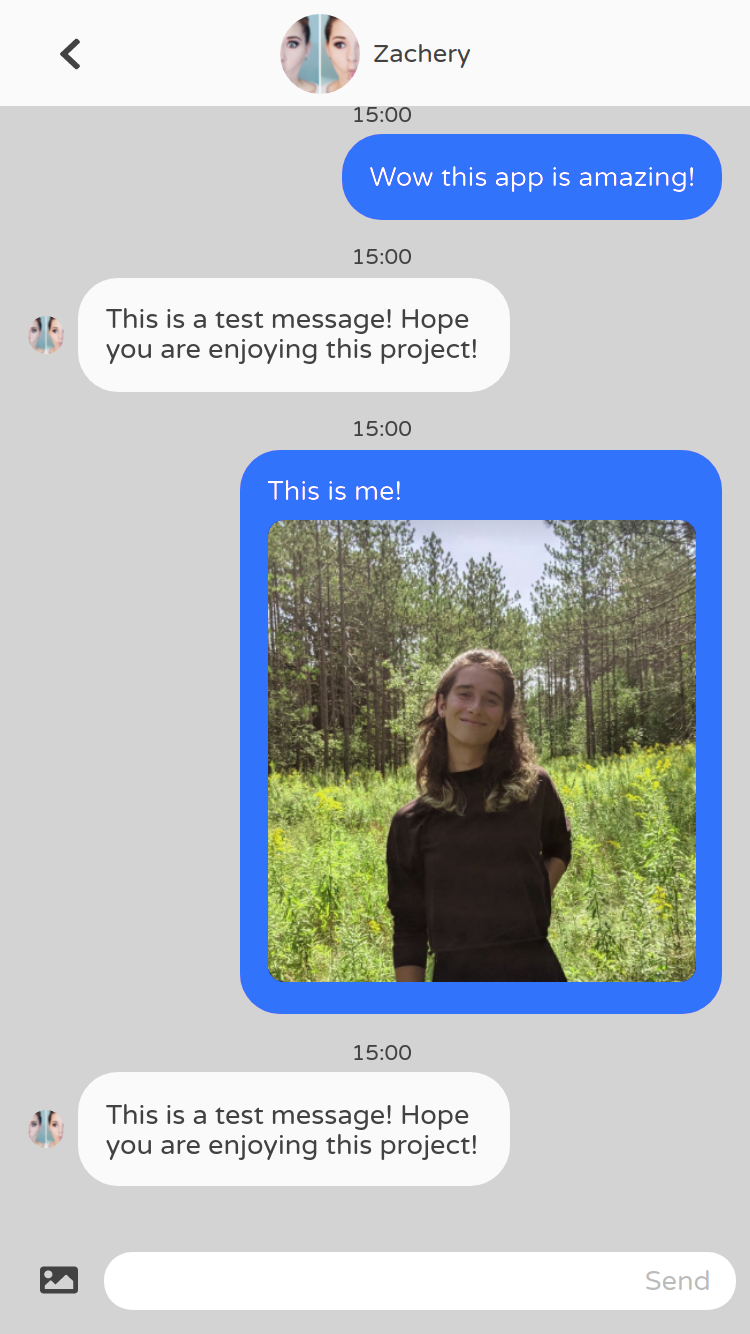 Zachery
15:00
Wow this app is amazing!
15:00
This is a test message! Hope
you are enjoying this project!
15:00
This is me!
15:00
This is a test message! Hope
you are enjoying this project!
Send